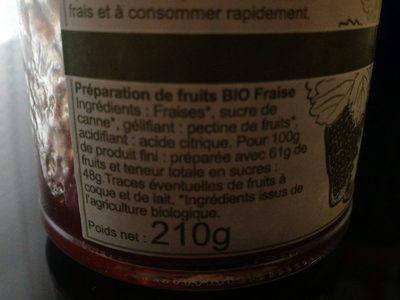 frais et à consommer rapidement.
Préparation de fruits BIO Fraise
Ingrédients : Fraises*, sucre de
canne*, gélifiant : pectine de fruits*,
acidifiant : acide citrique. Pour 100g
de produit fini : préparée avec 61g de
fruits et teneur totale en sucres :
48g.Traces éventuelles de fruits à
coque et de lait. *Ingrédients issus de
l'agriculture biologique.
Poids net : 210g